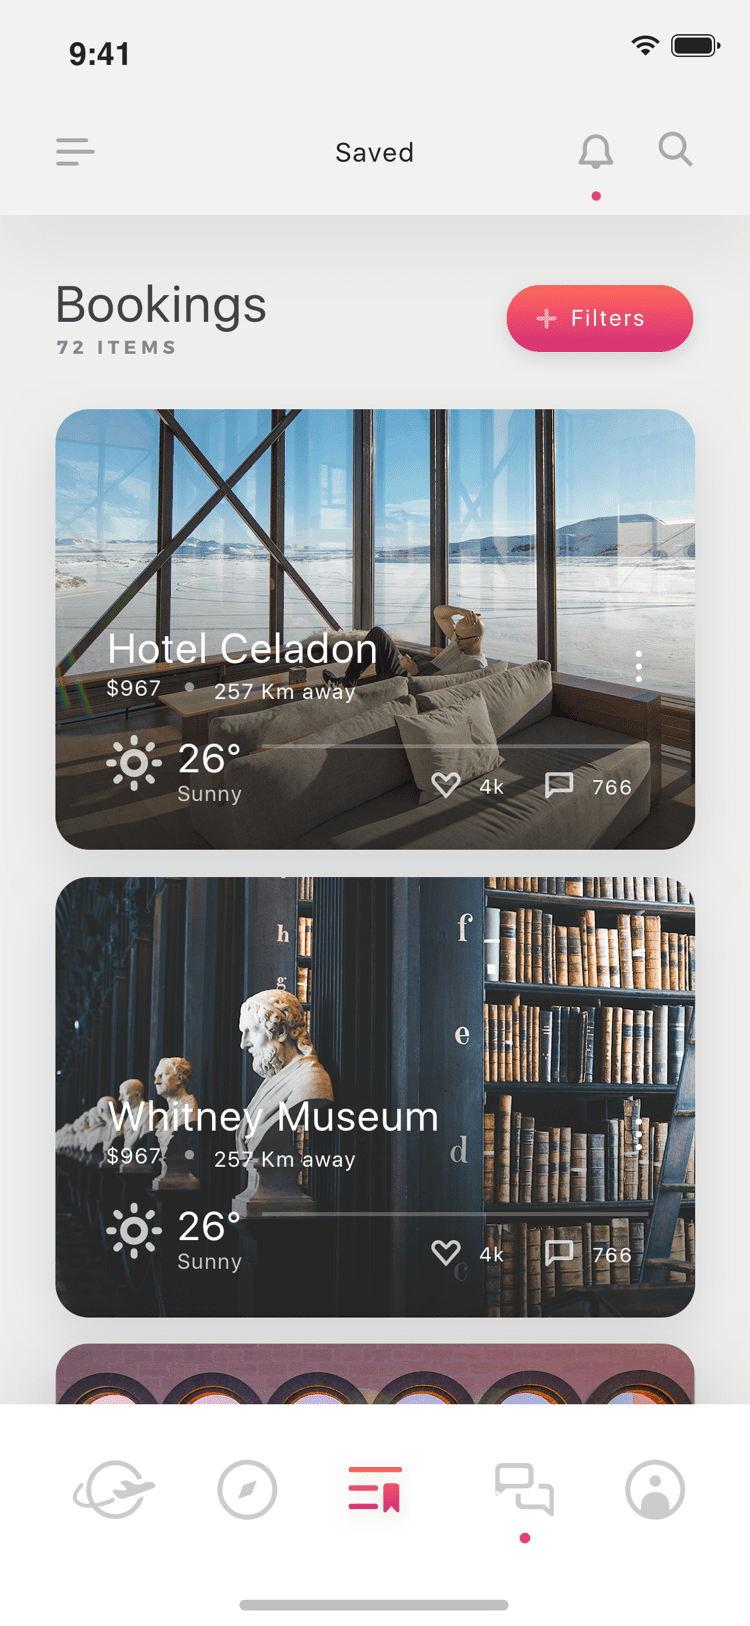 9:41
Saved
Bookings
72 ITEMS
Filters
Hotel Celadon
$967 • 257 Km away
26°
Sunny
4k 766
h
f
g
e
Whitney Museum
$967 • 257 Km away
d
26°
Sunny
4k 766
c